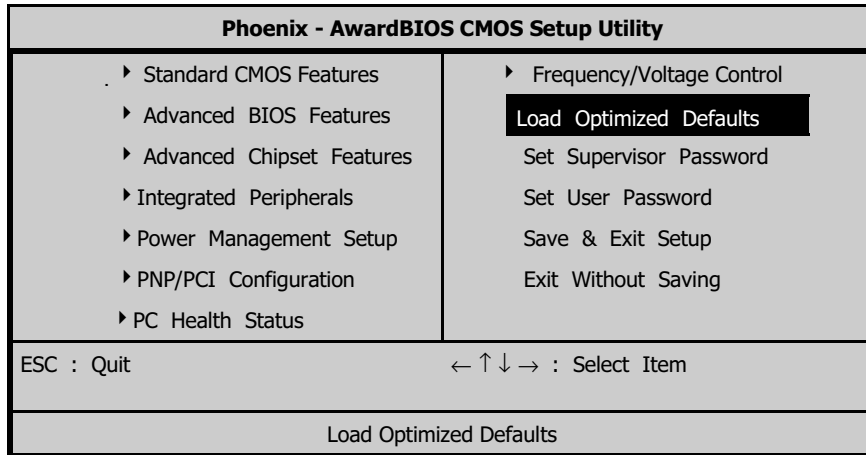 Phoenix - AwardBIOS CMOS Setup Utility
Standard CMOS Features
Advanced BIOS Features
Advanced Chipset Features
Integrated Peripherals
Power Management Setup
PNP/PCI Configuration
PC Health Status
Frequency/Voltage Control
Load Optimized Defaults
Set Supervisor Password
Set User Password
Save & Exit Setup
Exit Without Saving
ESC : Quit
← ↑ ↓ → : Select Item
Load Optimized Defaults